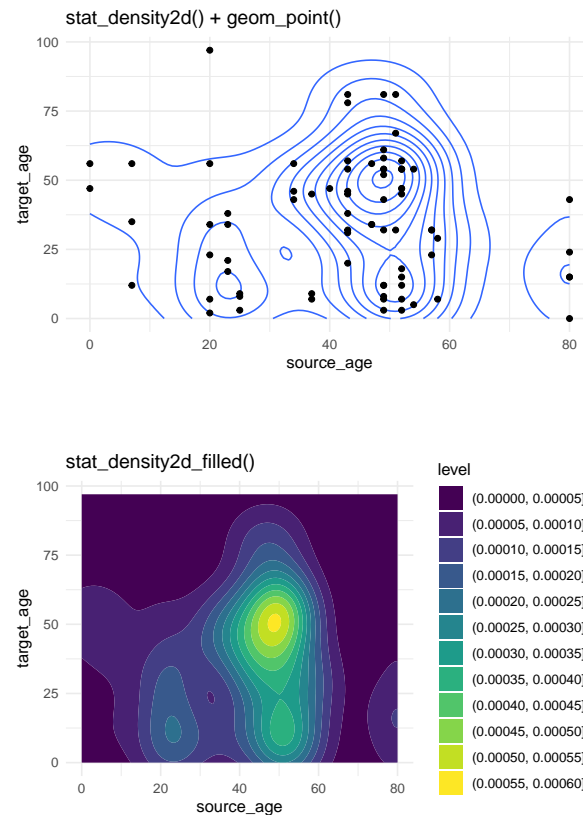 stat_density2d() + geom_point()
100
75
50
25
0
target_age
0 20 40 60 80
source_age
stat_density2d_filled()
100
75
50
25
0
target_age
0 20 40 60 80
source_age
level
(0.00000, 0.00005]
(0.00005, 0.00010]
(0.00010, 0.00015]
(0.00015, 0.00020]
(0.00020, 0.00025]
(0.00025, 0.00030]
(0.00030, 0.00035]
(0.00035, 0.00040]
(0.00040, 0.00045]
(0.00045, 0.00050]
(0.00050, 0.00055]
(0.00055, 0.00060]